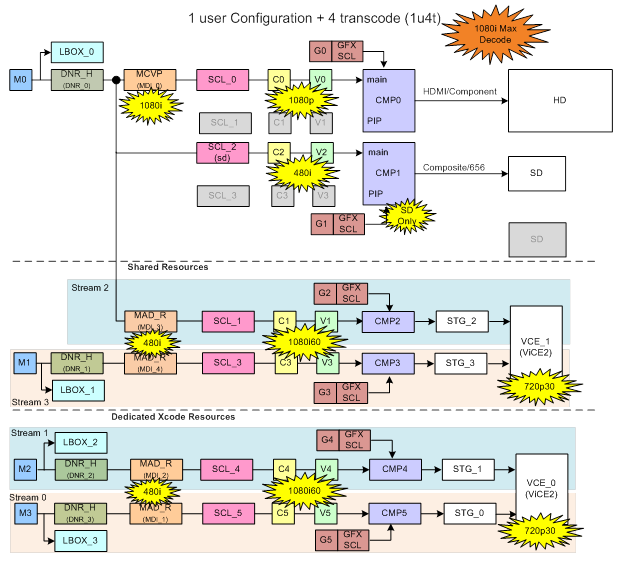 1 user Configuration + 4 transcode (1u4t)
1080i Max
Decode
LBOX_0
G0
GFX
SCL
M0
DNR_H
(DNR_0)
MCVP
(MDI_0)
1080i
SCL_0
C0
V0
1080p
main
CMP0
PIP
HDMI/Component
HD
SCL_1
C1
V1
SCL_2
(sd)
C2
V2
480i
main
CMP1
PIP
Composite/656
SD
SCL_3
C3
V3
G1
GFX
SCL
SD
Only
SD
Shared Resources
Stream 2
G2
GFX
SCL
MAD_R
(MDI_3)
480i
SCL_1
C1
V1
1080i60
CMP2
STG_2
VCE_1
(ViCE2)
720p30
M1
DNR_H
(DNR_1)
MAD_R
(MDI_4)
SCL_3
C3
V3
CMP3
STG_3
LBOX_1
G3
GFX
SCL
Stream 3
Dedicated Xcode Resources
Stream 1
LBOX_2
G4
GFX
SCL
M2
DNR_H
(DNR_2)
MAD_R
(MDI_2)
480i
SCL_4
C4
V4
1080i60
CMP4
STG_1
VCE_0
(ViCE2)
720p30
Stream 0
M3
DNR_H
(DNR_3)
MAD_R
(MDI_1)
SCL_5
C5
V5
CMP5
STG_0
LBOX_3
G5
GFX
SCL